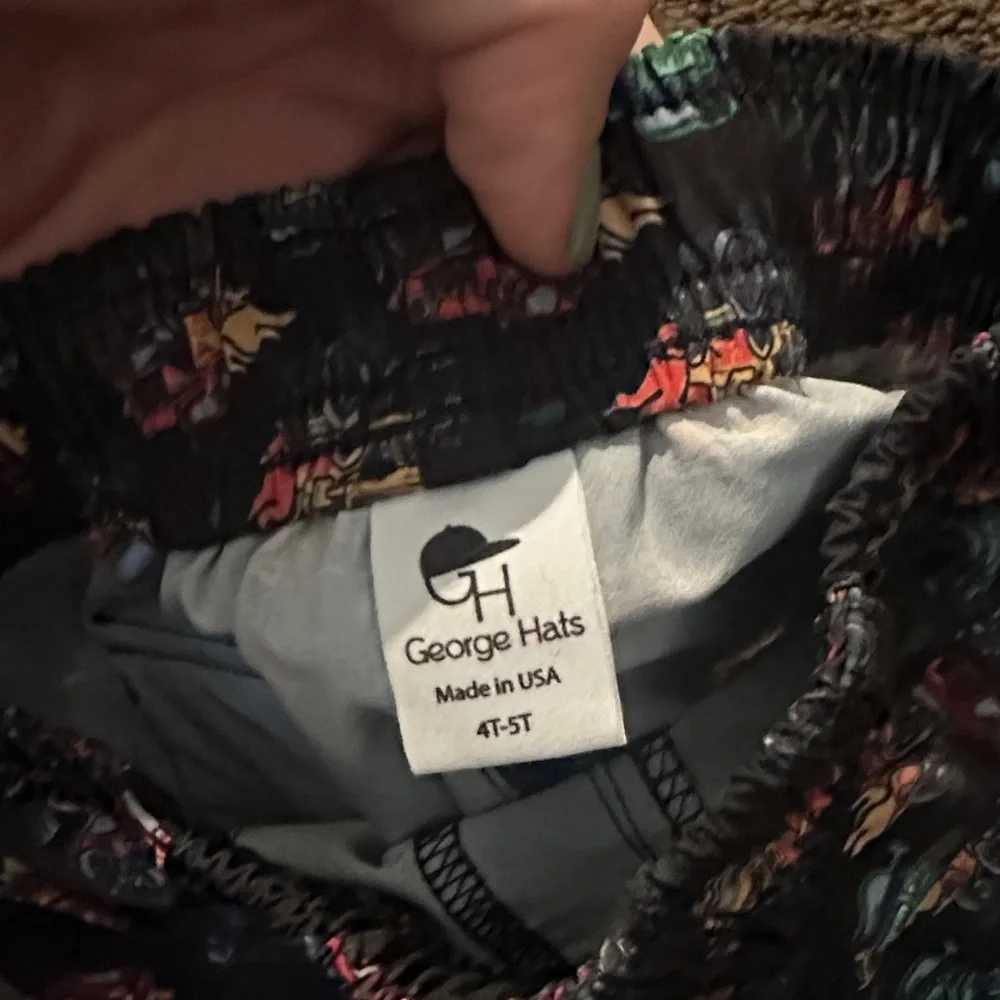 GH
George Hats
Made in USA
4T-5T